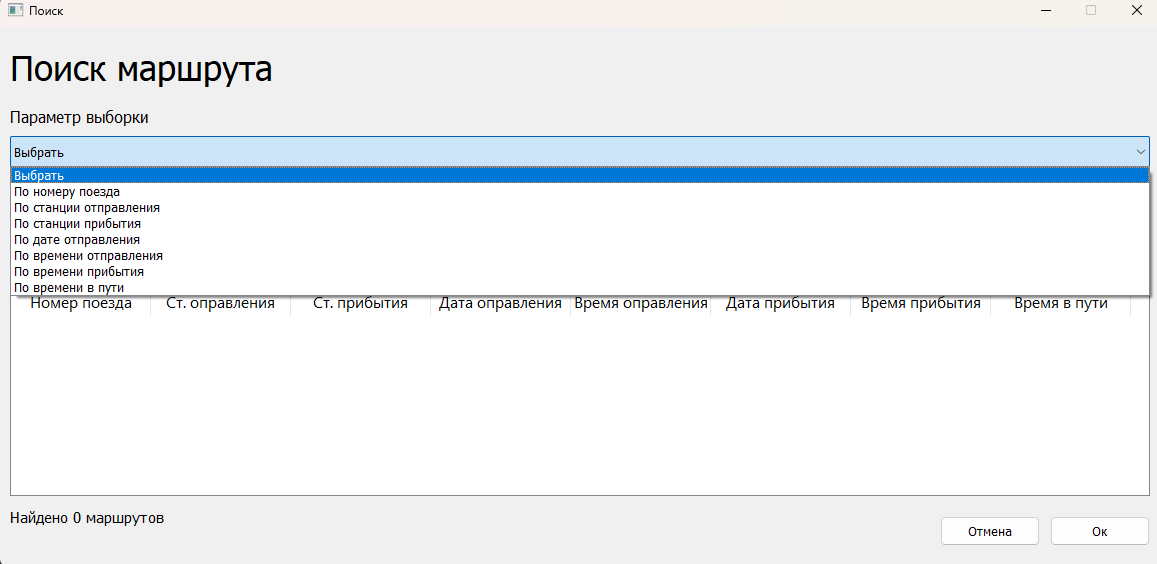 Поиск
Поиск маршрута
Параметр выборки
Выбрать
Выбрать
По номеру поезда
По станции отправления
По станции прибытия
По дате отправления
По времени отправления
По времени прибытия
По времени в пути
Номер поезда Ст. оправления Ст. прибытия Дата оправления Время оправления Дата прибытия Время прибытия Время в пути
Найдено 0 маршрутов
Отмена Ок